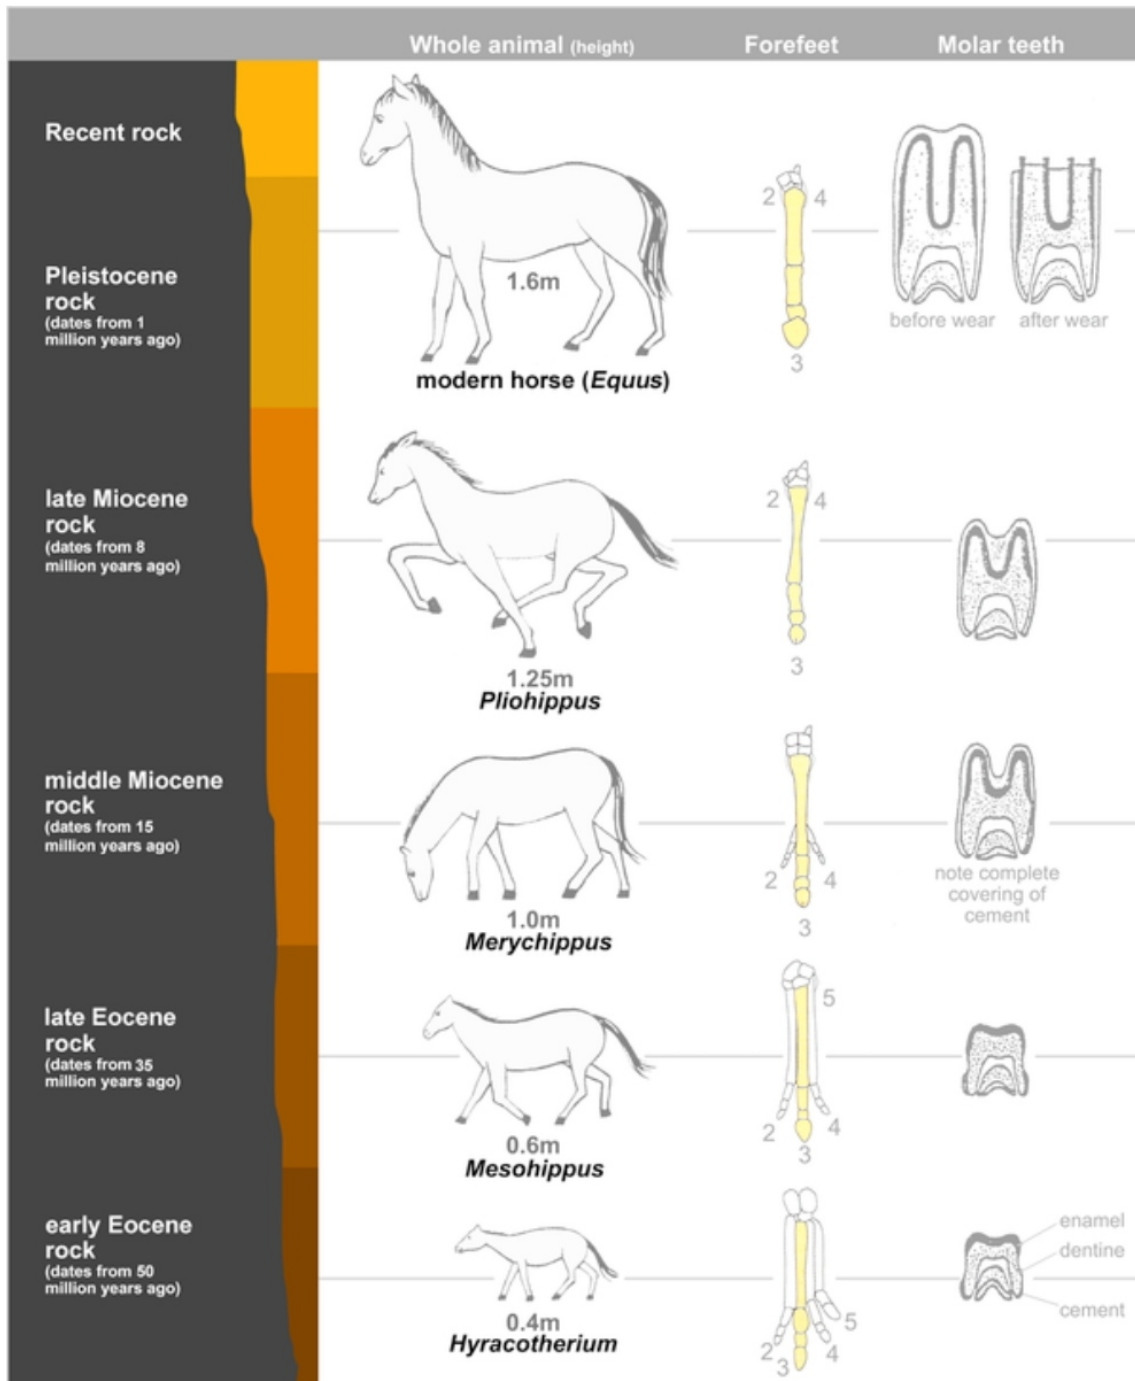 Whole animal (height) Forefeet Molar teeth
Recent rock
2 4
1.6m
3
before wear after wear
modern horse (Equus)
Pleistocene
rock
(dates from 1
million years ago)
late Miocene
rock
(dates from 8
million years ago)
2 4
3
1.25m
Pliohippus
middle Miocene
rock
(dates from 15
million years ago)
2 4
3
1.0m
Merychippus
note complete
covering of
cement
late Eocene
rock
(dates from 35
million years ago)
5
2 4
3
0.6m
Mesohippus
early Eocene
rock
(dates from 50
million years ago)
0.4m
Hyracotherium
5
2 4
3
enamel
dentine
cement